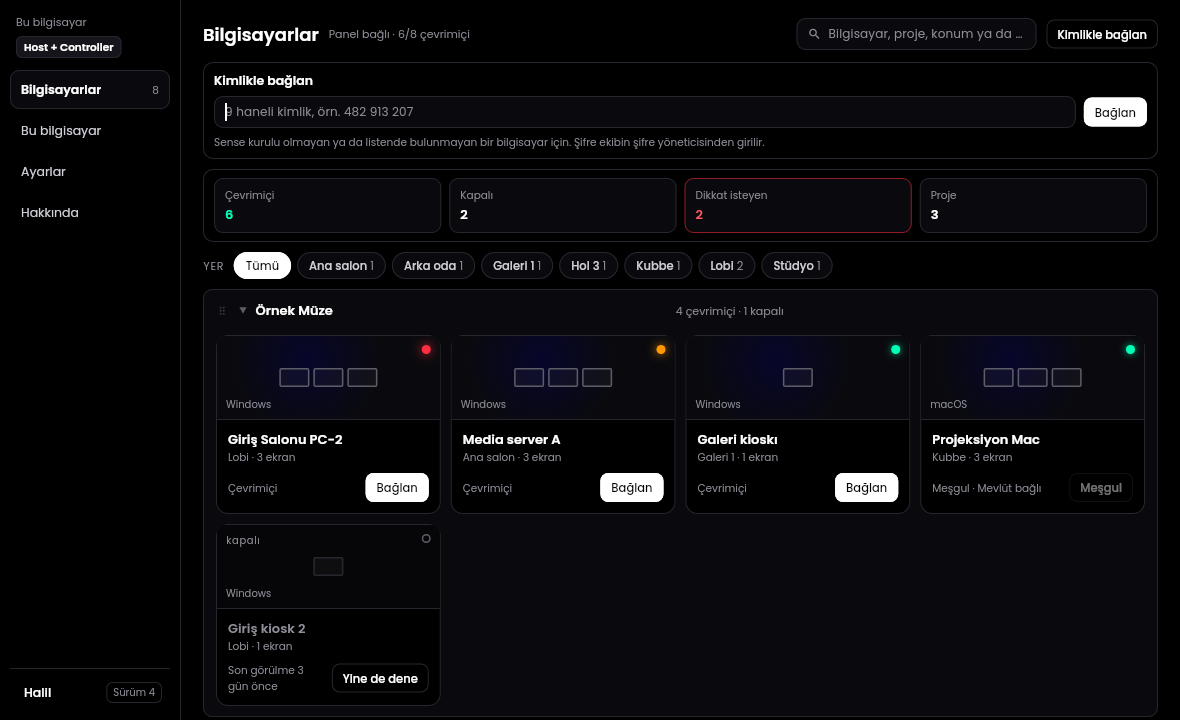 Bu bilgisayar
Host + Controller
Bilgisayarlar 8
Bu bilgisayar
Ayarlar
Hakkında
Halil Sürüm 4
Bilgisayarlar Panel bağlı · 6/8 çevrimiçi
Bilgisayar, proje, konum ya da ...
Kimlikle bağlan
Kimlikle bağlan
9 haneli kimlik, örn. 482 913 207
Bağlan
Sense kurulu olmayan ya da listende bulunmayan bir bilgisayar için. Şifre ekibin şifre yöneticisinden girilir.
Çevrimiçi
6
Kapalı
2
Dikkat isteyen
2
Proje
3
YER Tümü Ana salon 1 Arka oda 1 Galeri 1 1 Hol 3 1 Kubbe 1 Lobi 2 Stüdyo 1
Örnek Müze 4 çevrimiçi · 1 kapalı
Windows
Giriş Salonu PC-2
Lobi · 3 ekran
Çevrimiçi Bağlan
Windows
Media server A
Ana salon · 3 ekran
Çevrimiçi Bağlan
Windows
Galeri kioskı
Galeri 1 · 1 ekran
Çevrimiçi Bağlan
macOS
Projeksiyon Mac
Kubbe · 3 ekran
Meşgul · Mevlüt bağlı Meşgul
kapalı
Windows
Giriş kiosk 2
Lobi · 1 ekran
Son görülme 3
gün önce
Yine de dene